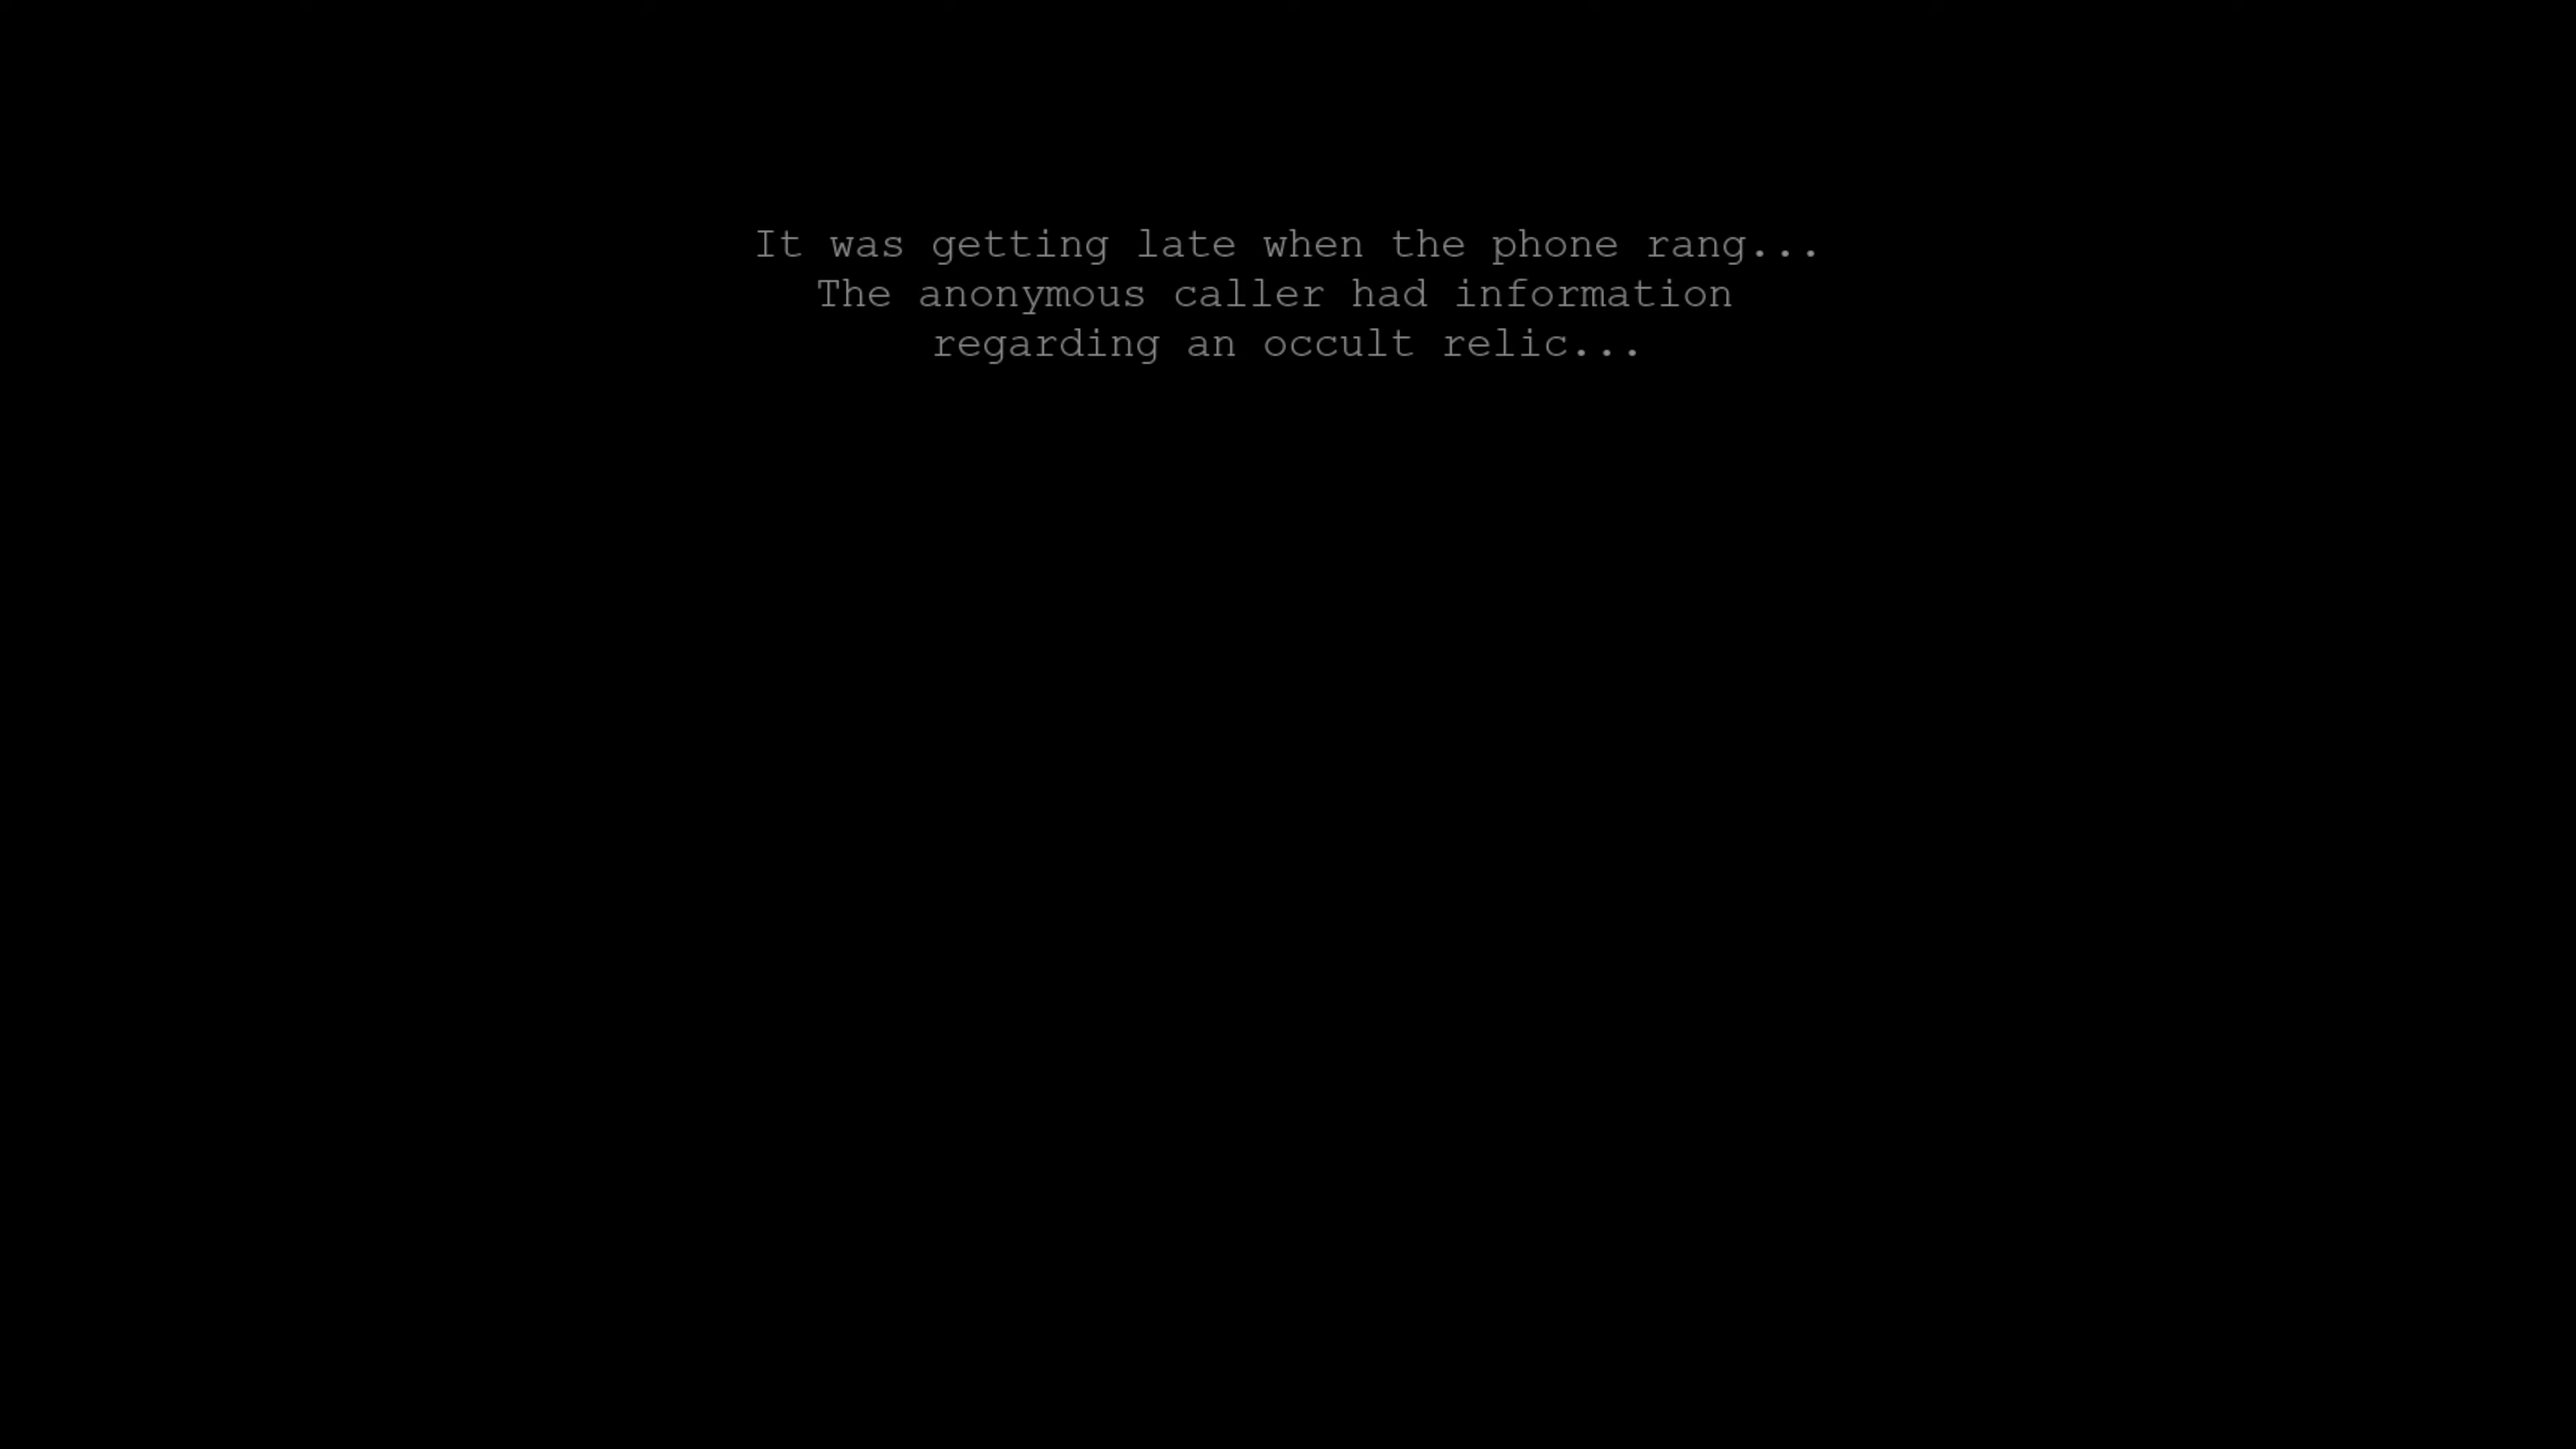 It was getting late when the phone rang...
The anonymous caller had information
regarding an occult relic...